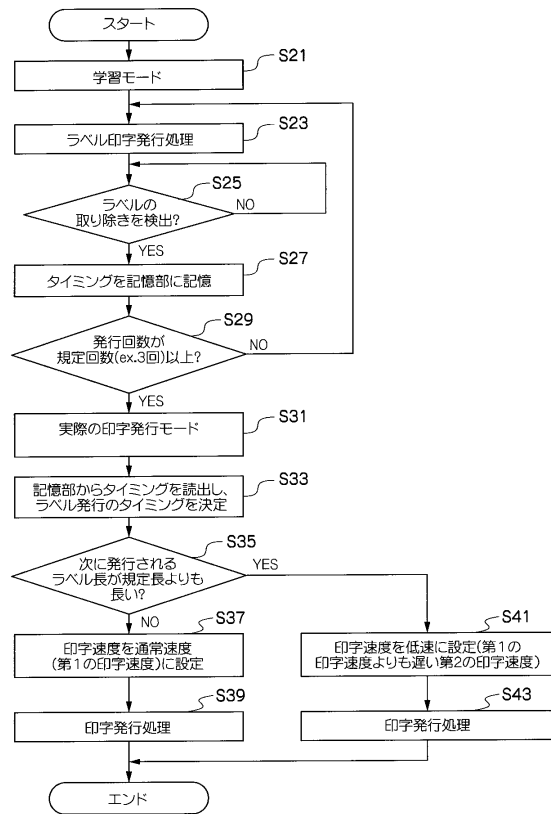 スタート
S21
学習モード
S23
ラベル印字発行処理
S25
ラベルの
取り除きを検出?
NO
YES
S27
タイミングを記憶部に記憶
S29
発行回数が
規定回数(ex.3回)以上?
NO
YES
S31
実際の印字発行モード
S33
記憶部からタイミングを読出し、
ラベル発行のタイミングを決定
S35
次に発行される
ラベル長が規定長よりも
長い?
YES
NO
S37
印字速度を通常速度
(第1の印字速度)に設定
S41
印字速度を低速に設定(第1の
印字速度よりも遅い第2の印字速度)
S39
印字発行処理
S43
印字発行処理
エンド